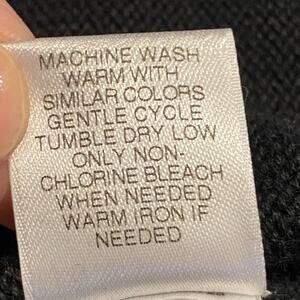 MACHINE WASH
WARM WITH
SIMILAR COLORS
GENTLE CYCLE
TUMBLE DRY LOW
ONLY NON-
CHLORINE BLEACH
WHEN NEEDED
WARM IRON IF
NEEDED